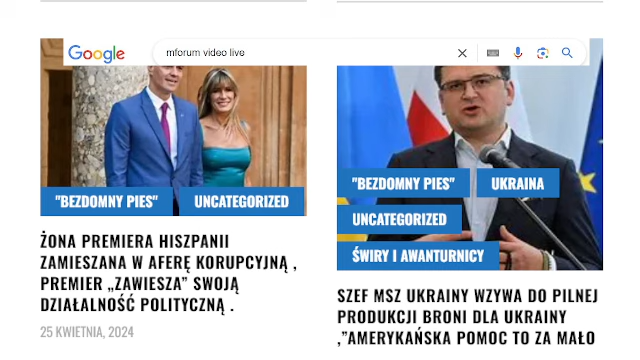 Google
mforum video live
"BEZDOMNY PIES"
UNCATEGORIZED
ŻONA PREMIERA HISZPANII
ZAMIESZANA W AFERĘ KORUPCYJNĄ ,
PREMIER „ZAWIESZA” SWOJĄ
DZIAŁALNOŚĆ POLITYCZNĄ .
25 KWIETNIA, 2024
"BEZDOMNY PIES"
UKRAINA
UNCATEGORIZED
ŚWIRY I AWANTURNICY
SZEF MSZ UKRAINY WZYWA DO PILNEJ
PRODUKCJI BRONI DLA UKRAINY
,”AMERYKAŃSKA POMOC TO ZA MAŁO